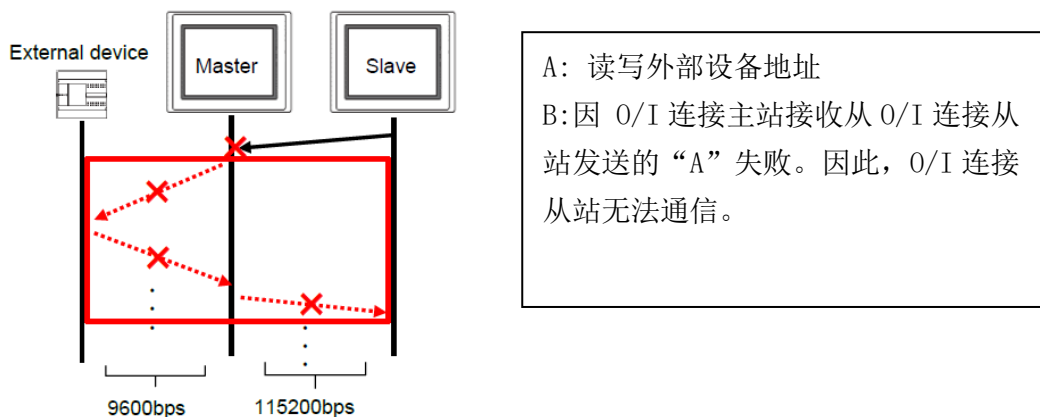 External device
Master
Slave
9600bps
115200bps
A: 读写外部设备地址
B:因 O/I 连接主站接收从 O/I 连接从
站发送的“A”失败。因此，O/I 连接
从站无法通信。